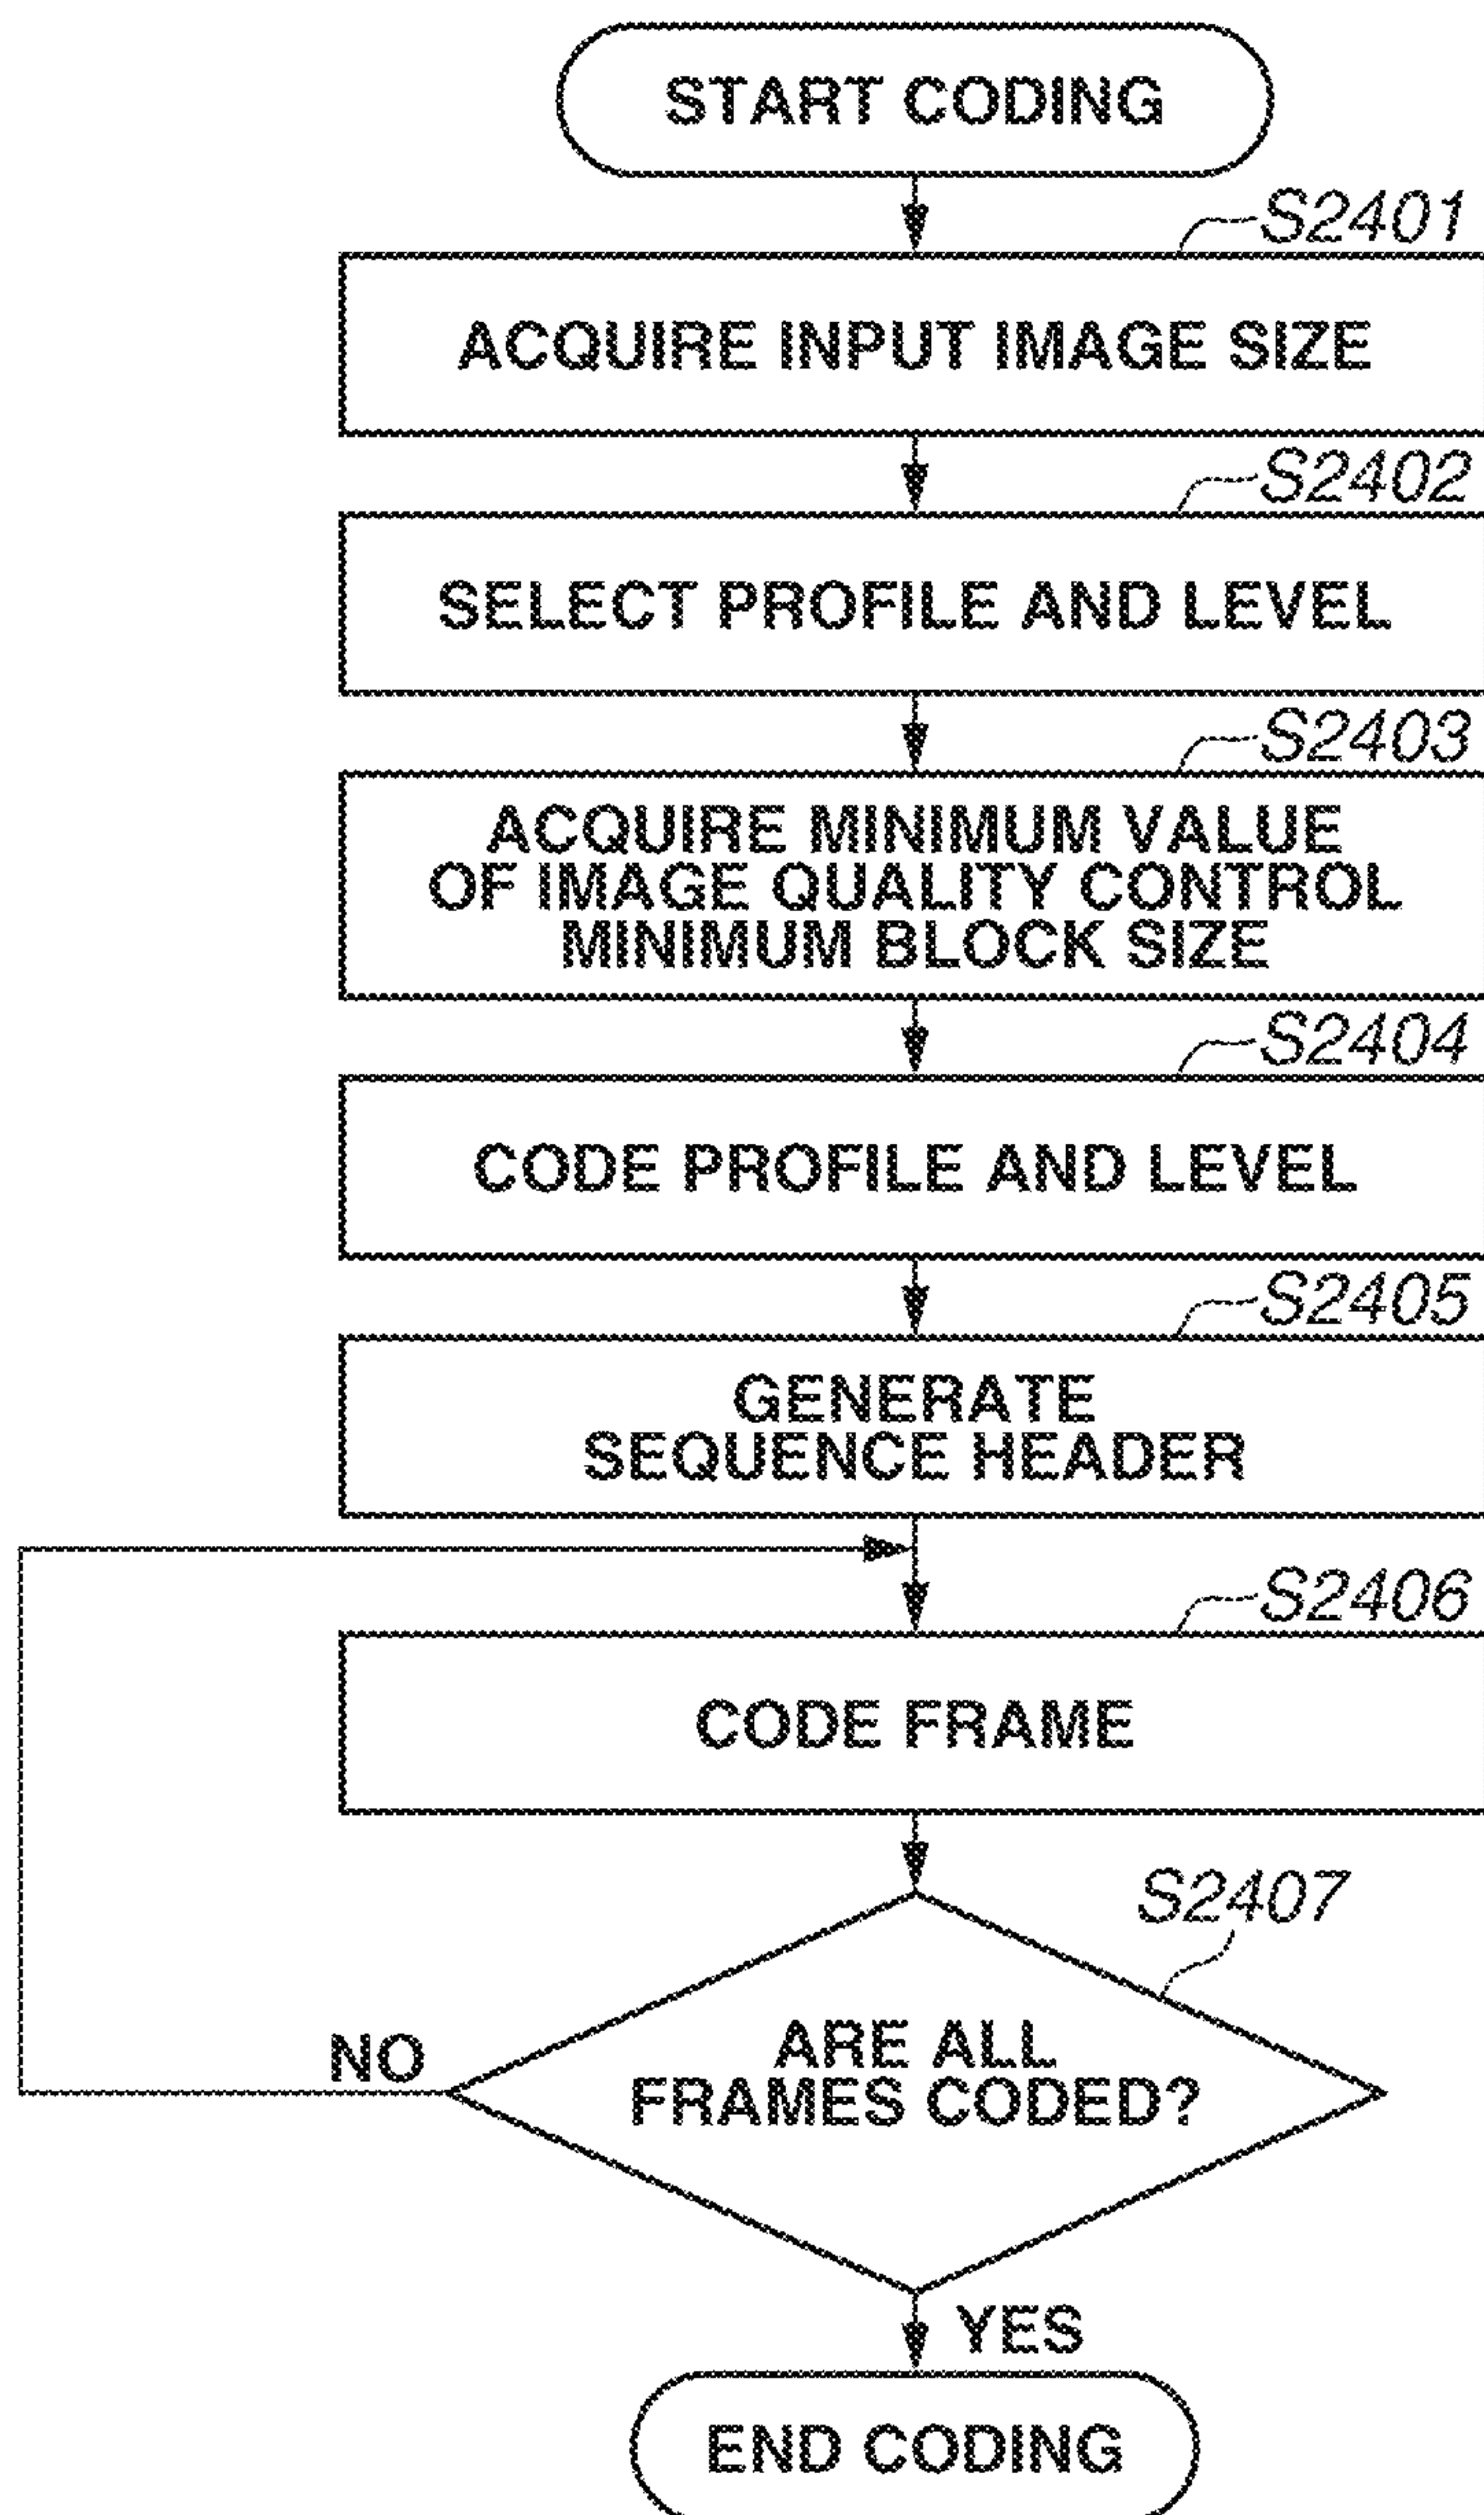 START CODING
S2401
ACQUIRE INPUT IMAGE SIZE
S2402
SELECT PROFILE AND LEVEL
S2403
ACQUIRE MINIMUM VALUE
OF IMAGE QUALITY CONTROL
MINIMUM BLOCK SIZE
S2404
CODE PROFILE AND LEVEL
S2405
GENERATE
SEQUENCE HEADER
S2406
CODE FRAME
S2407
ARE ALL
FRAMES CODED?
NO
YES
END CODING